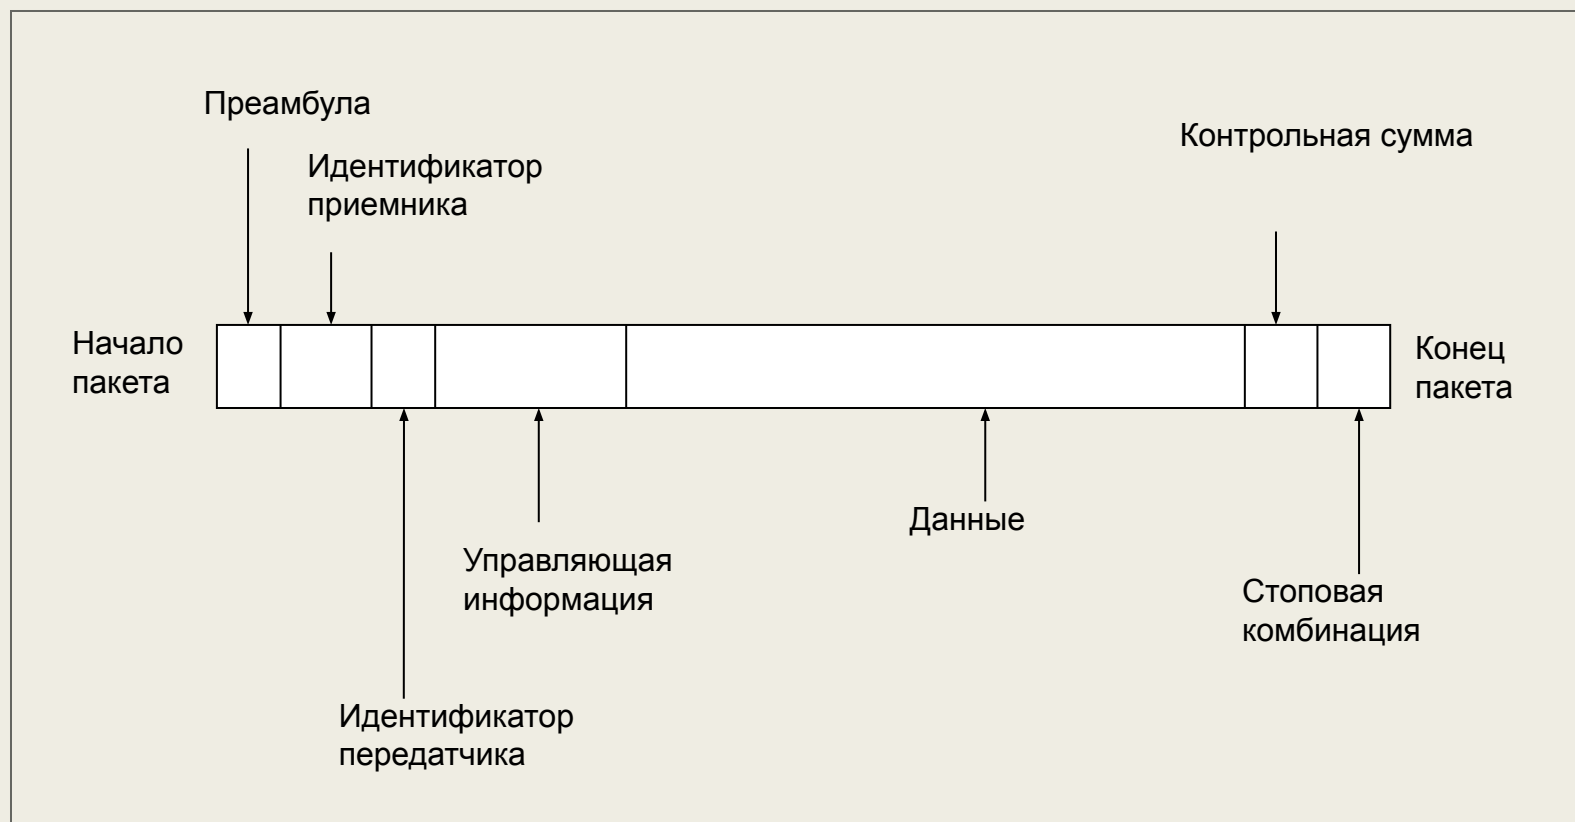 Преамбула
Контрольная сумма
Идентификатор
приемника
Начало
пакета
Конец
пакета
Данные
Управляющая
информация
Стоповая
комбинация
Идентификатор
передатчика